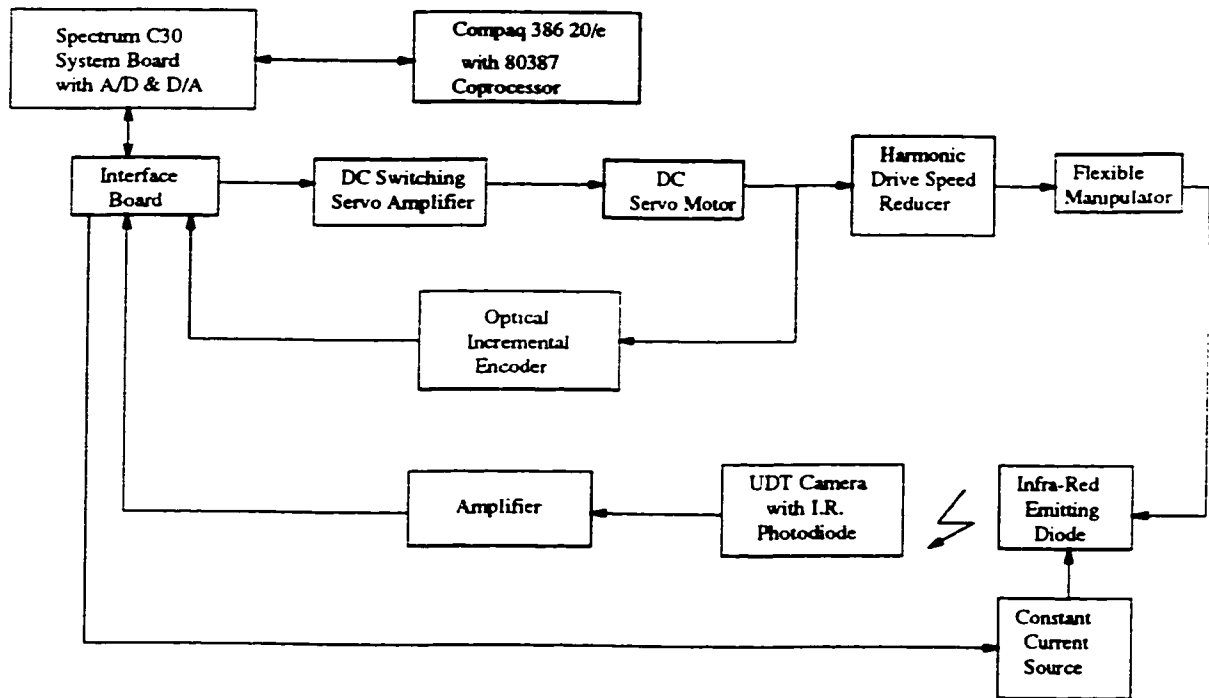 Spectrum C30
System Board
with A/D & D/A
Compaq 386 20/e
with 80387
Coprocessor
Interface
Board
DC Switching
Servo Amplifier
DC
Servo Motor
Harmonic
Drive Speed
Reducer
Flexible
Manipulator
Optical
Incremental
Encoder
Amplifier
UDT Camera
with I.R.
Photodiode
Infra-Red
Emitting
Diode
Constant
Current
Source